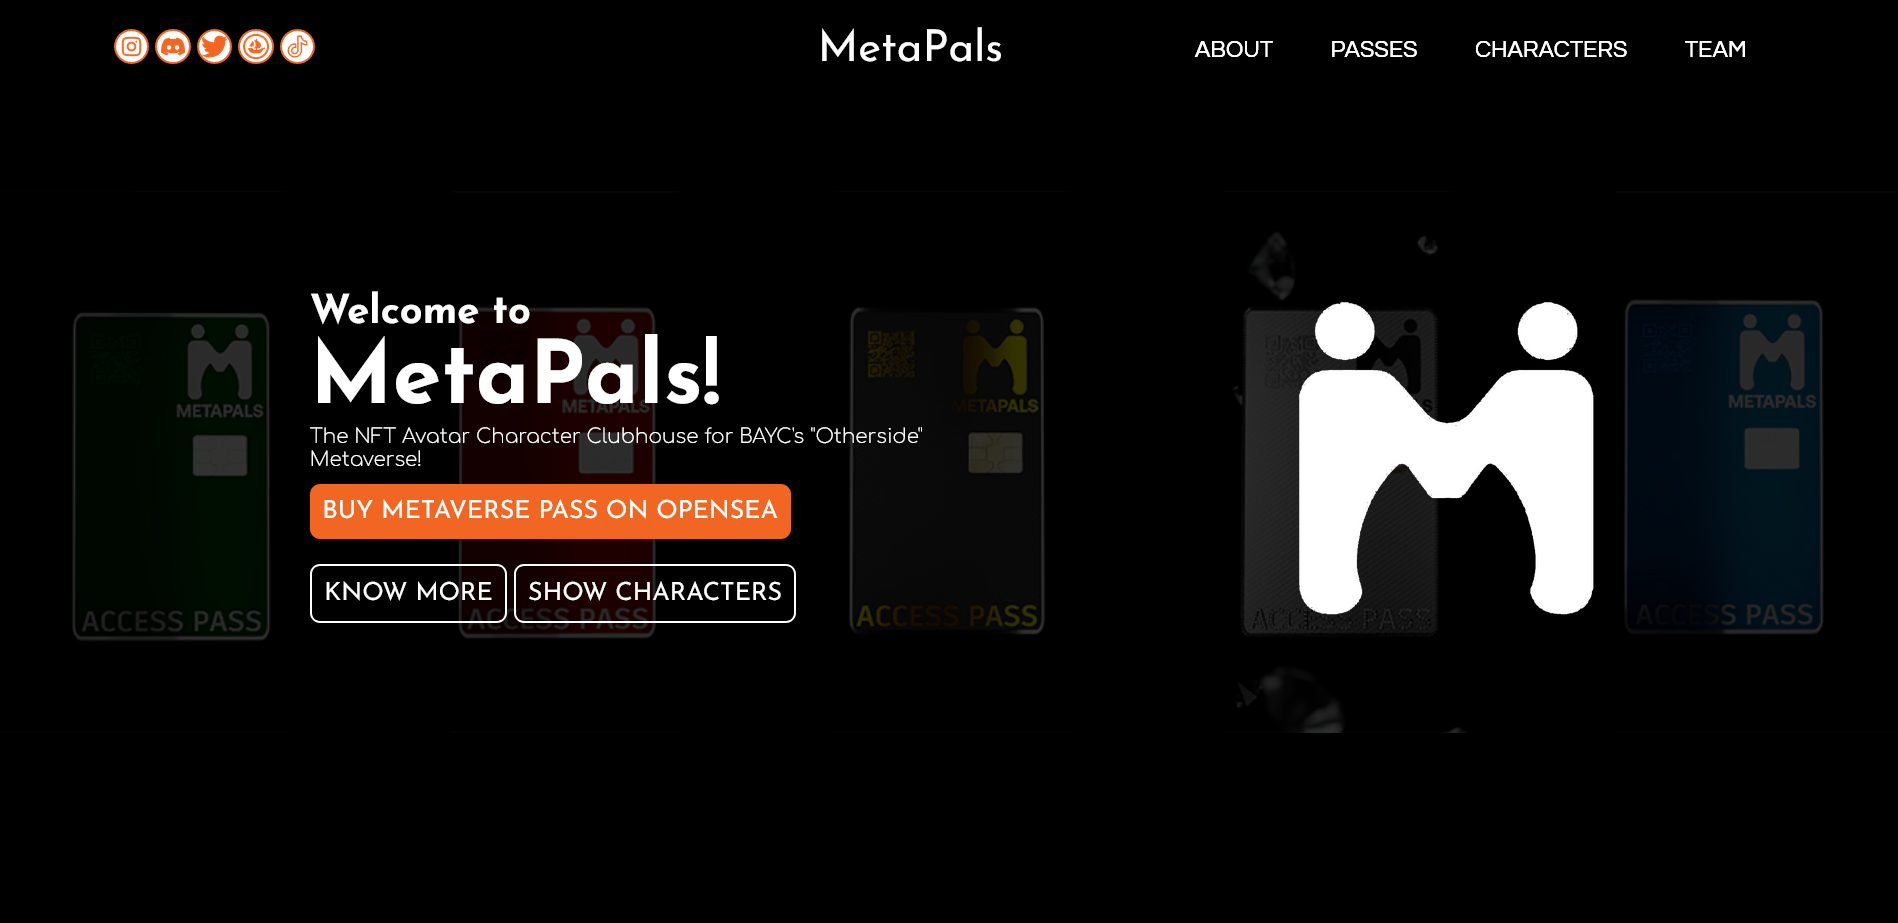 MetaPals
ABOUT PASSES CHARACTERS TEAM
Welcome to
MetaPals!
The NFT Avatar Character Clubhouse for BAYC's "Otherside"
Metaverse!
BUY METAVERSE PASS ON OPENSEA
KNOW MORE SHOW CHARACTERS
METAPALS
ACCESS PASS
METAPALS
ACCESS PASS
METAPALS
ACCESS PASS
ACCESS PASS
METAPALS
ACCESS PASS